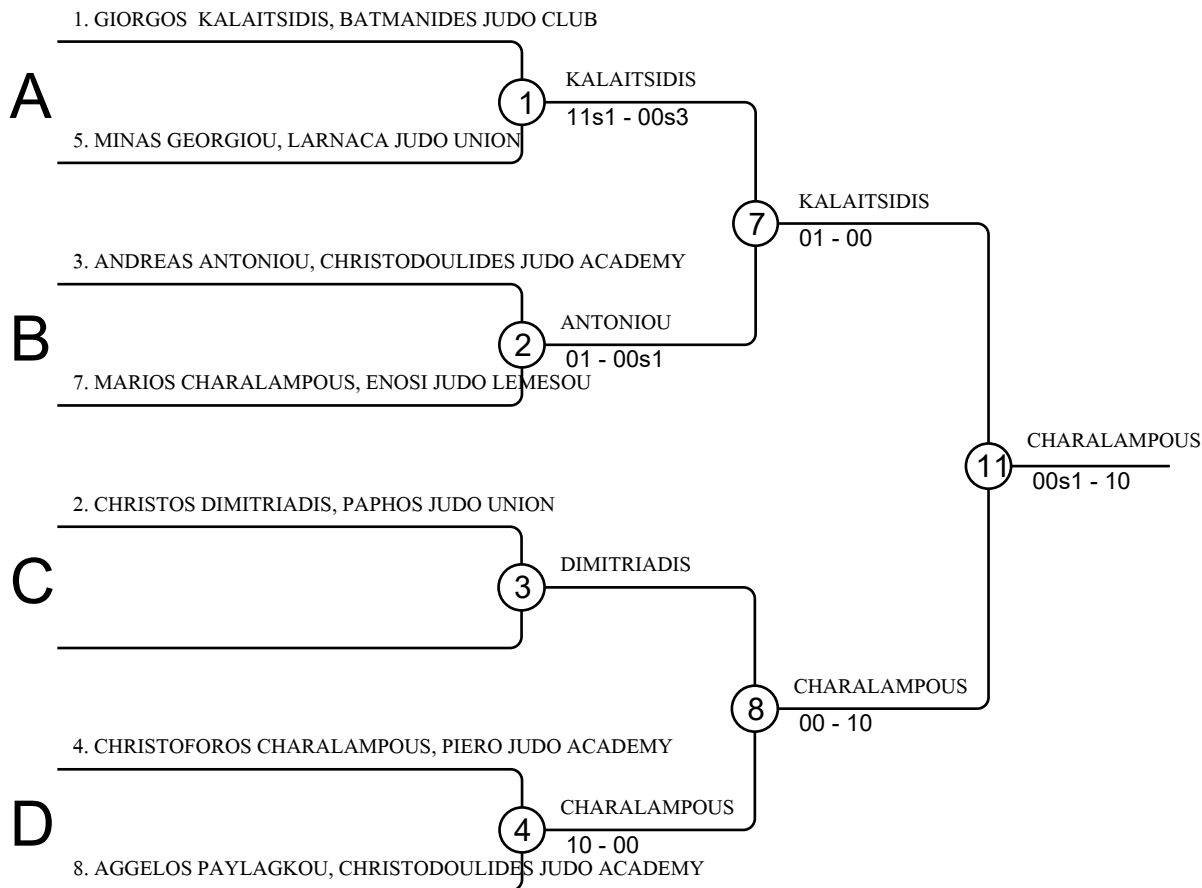 1. GIORGOS  KALAITSIDIS, BATMANIDES JUDO CLUB
A
1
KALAITSIDIS
11s1 - 00s3
5. MINAS GEORGIOU, LARNACA JUDO UNION
7
KALAITSIDIS
01 - 00
3. ANDREAS ANTONIOU, CHRISTODOULIDES JUDO ACADEMY
B
2
ANTONIOU
01 - 00s1
7. MARIOS CHARALAMPOUS, ENOSI JUDO LEMESOU
11
CHARALAMPOUS
00s1 - 10
2. CHRISTOS DIMITRIADIS, PAPHOS JUDO UNION
C
3
DIMITRIADIS
8
CHARALAMPOUS
00 - 10
4. CHRISTOFOROS CHARALAMPOUS, PIERO JUDO ACADEMY
D
4
CHARALAMPOUS
10 - 00
8. AGGELOS PAYLAGKOU, CHRISTODOULIDES JUDO ACADEMY